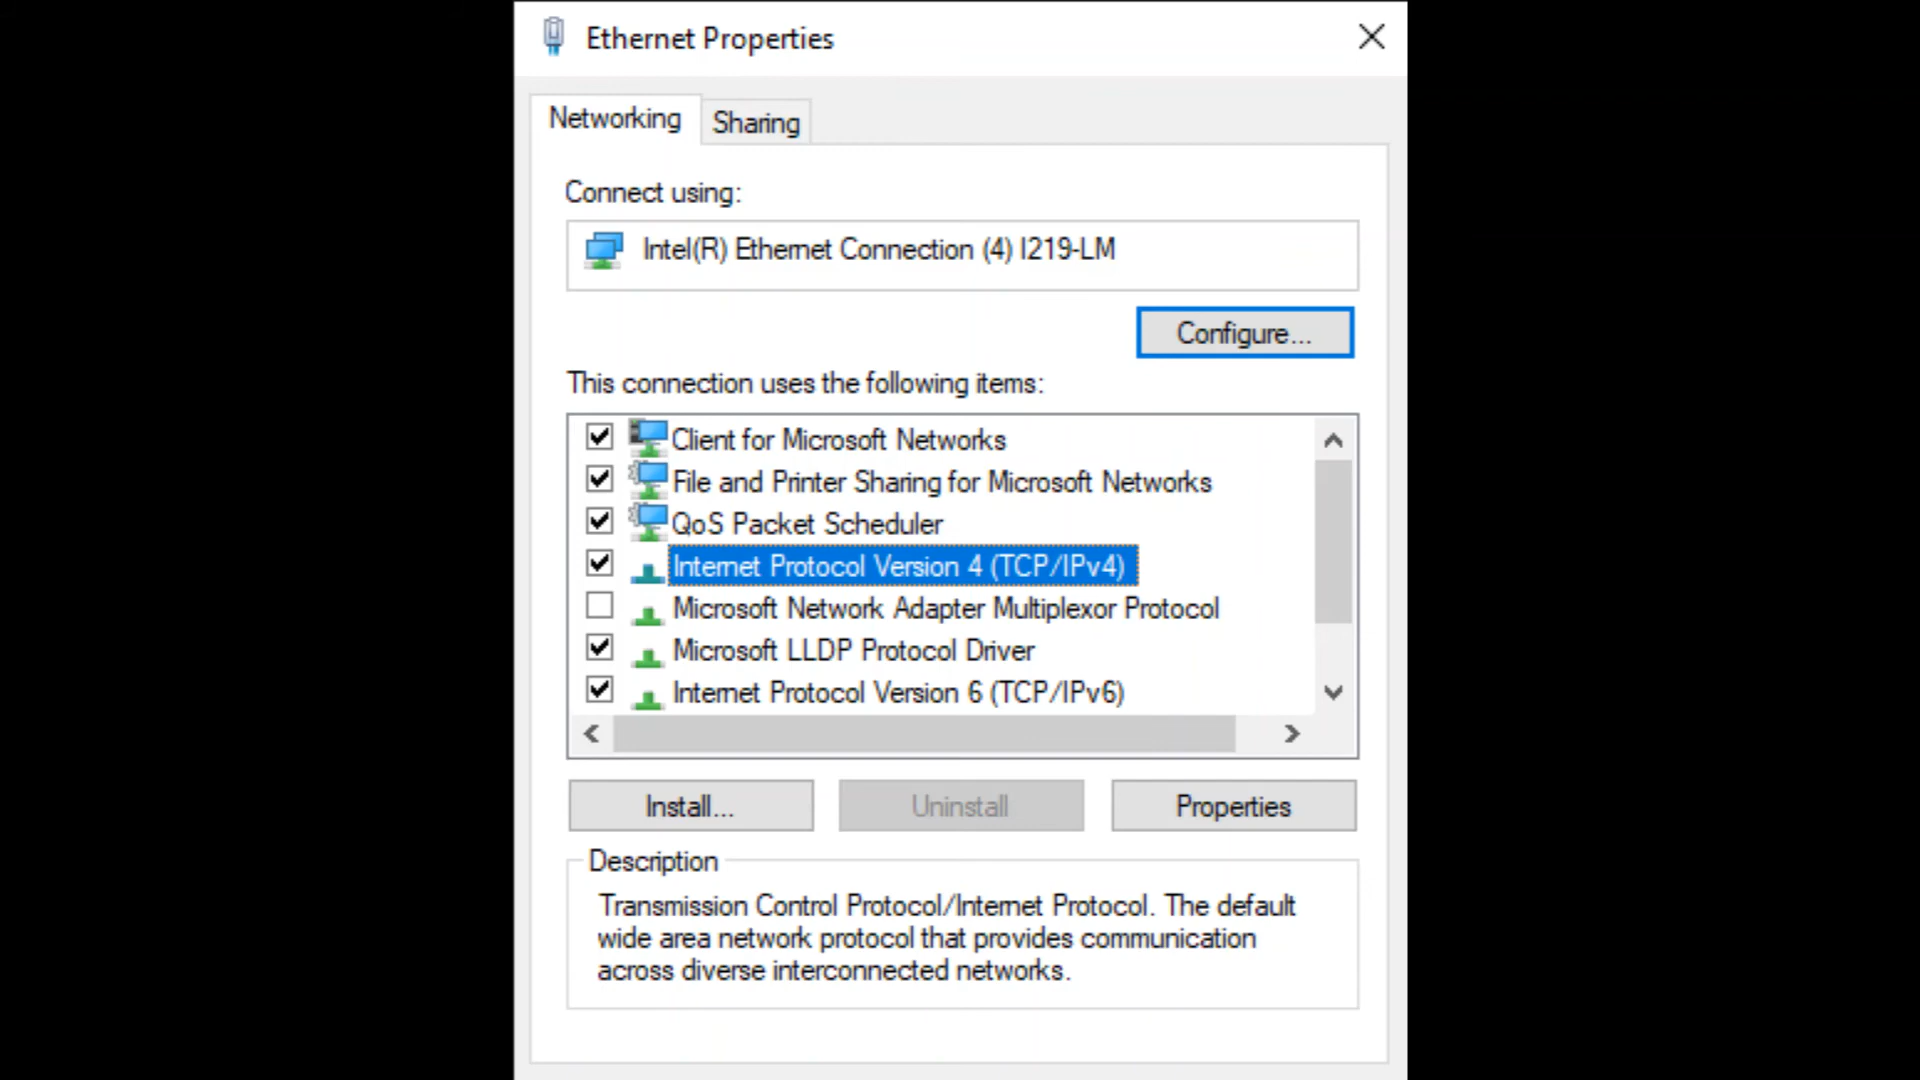 Ethernet Properties
Networking
Sharing
Connect using:
Intel(R) Ethernet Connection (4) I219-LM
Configure...
This connection uses the following items:
Client for Microsoft Networks
File and Printer Sharing for Microsoft Networks
QoS Packet Scheduler
Internet Protocol Version 4 (TCP/IPv4)
Microsoft Network Adapter Multiplexor Protocol
Microsoft LLDP Protocol Driver
Internet Protocol Version 6 (TCP/IPv6)
Install...
Uninstall
Properties
Description
Transmission Control Protocol/Internet Protocol. The default
wide area network protocol that provides communication
across diverse interconnected networks.